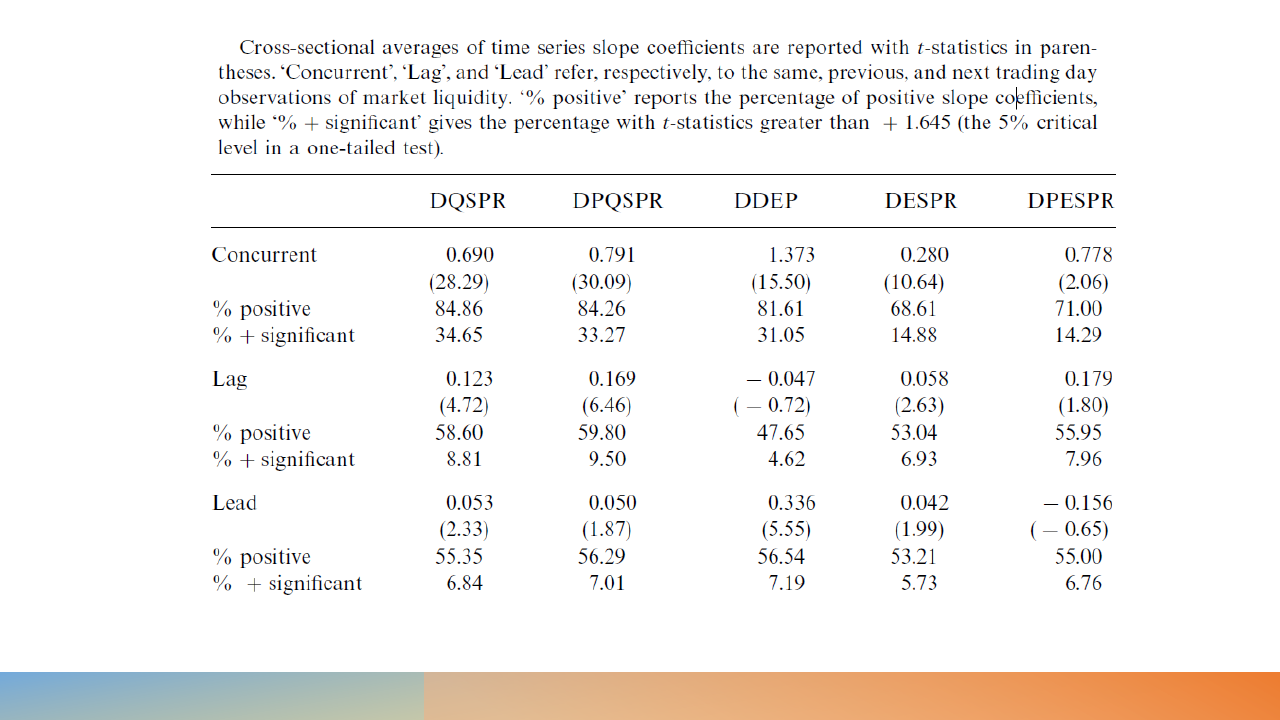 Cross-sectional averages of time series slope coefficients are reported with t-statistics in paren-
theses. ‘Concurrent’, ‘Lag’, and ‘Lead’ refer, respectively, to the same, previous, and next trading day
observations of market liquidity. ‘% positive’ reports the percentage of positive slope coefficients,
while ‘% + significant’ gives the percentage with t-statistics greater than + 1.645 (the 5% critical
level in a one-tailed test).
DQSPR DPQSPR DDEP DESPR DPESPR
Concurrent 0.690 0.791 1.373 0.280 0.778
(28.29) (30.09) (15.50) (10.64) (2.06)
% positive 84.86 84.26 81.61 68.61 71.00
% + significant 34.65 33.27 31.05 14.88 14.29
Lag 0.123 0.169 − 0.047 0.058 0.179
(4.72) (6.46) ( − 0.72) (2.63) (1.80)
% positive 58.60 59.80 47.65 53.04 55.95
% + significant 8.81 9.50 4.62 6.93 7.96
Lead 0.053 0.050 0.336 0.042 − 0.156
(2.33) (1.87) (5.55) (1.99) ( − 0.65)
% positive 55.35 56.29 56.54 53.21 55.00
% + significant 6.84 7.01 7.19 5.73 6.76